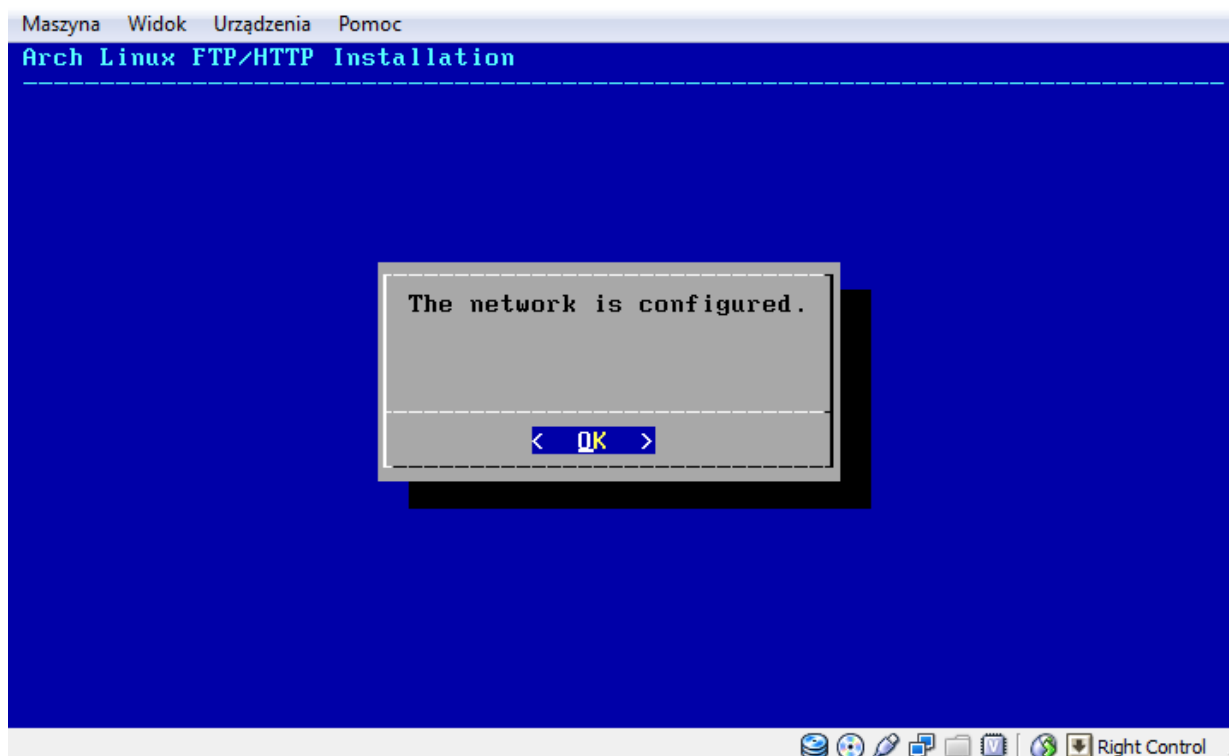 Maszyna Widok Urządzenia Pomoc
Arch Linux FTP/HTTP Installation
The network is configured.
< OK >
Right Control